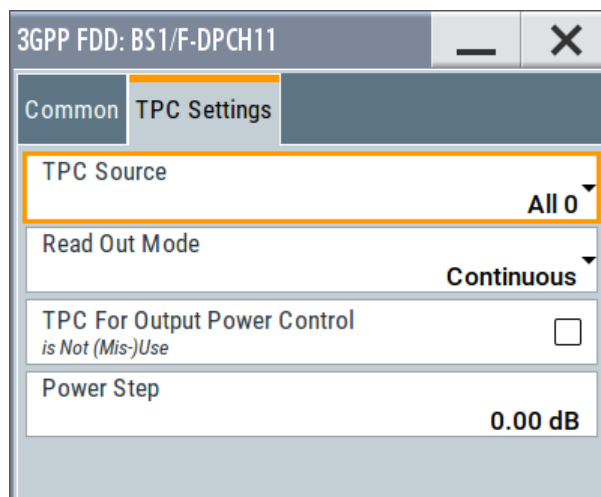 3GPP FDD: BS1/F-DPCH11
Common TPC Settings
TPC Source
All 0
Read Out Mode
Continuous
TPC For Output Power Control
is Not (Mis-)Use
Power Step
0.00 dB